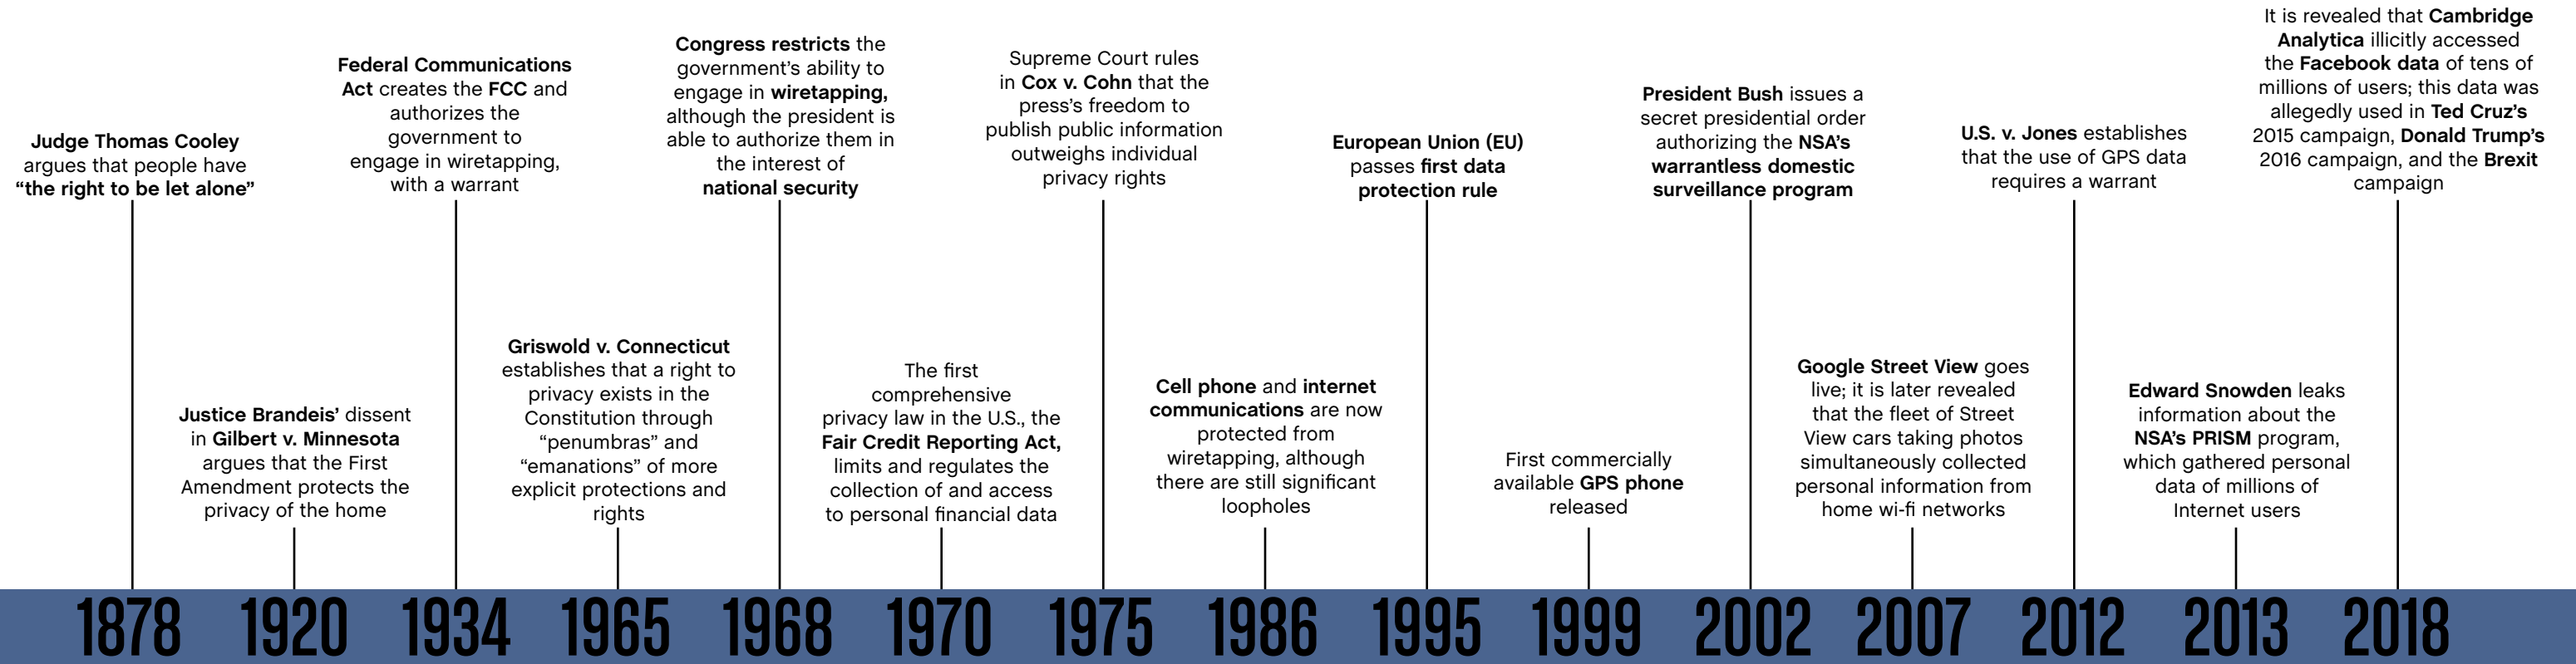 Judge Thomas Cooley
argues that people have
“the right to be let alone”
Justice Brandeis’ dissent
in Gilbert v. Minnesota
argues that the First
Amendment protects the
privacy of the home
Federal Communications
Act creates the FCC and
authorizes the
government to
engage in wiretapping,
with a warrant
Griswold v. Connecticut
establishes that a right to
privacy exists in the
Constitution through
“penumbras” and
“emanations” of more
explicit protections and
rights
Congress restricts the
government’s ability to
engage in wiretapping,
although the president is
able to authorize them in
the interest of
national security
The first
comprehensive
privacy law in the U.S., the
Fair Credit Reporting Act,
limits and regulates the
collection of and access
to personal financial data
Supreme Court rules
in Cox v. Cohn that the
press’s freedom to
publish public information
outweighs individual
privacy rights
Cell phone and internet
communications are now
protected from
wiretapping, although
there are still significant
loopholes
European Union (EU)
passes first data
protection rule
First commercially
available GPS phone
released
President Bush issues a
secret presidential order
authorizing the NSA’s
warrantless domestic
surveillance program
Google Street View goes
live; it is later revealed
that the fleet of Street
View cars taking photos
simultaneously collected
personal information from
home wi-fi networks
U.S. v. Jones establishes
that the use of GPS data
requires a warrant
Edward Snowden leaks
information about the
NSA’s PRISM program,
which gathered personal
data of millions of
Internet users
It is revealed that Cambridge
Analytica illicitly accessed
the Facebook data of tens of
millions of users; this data was
allegedly used in Ted Cruz’s
2015 campaign, Donald Trump’s
2016 campaign, and the Brexit
campaign
1878 1920 1934 1965 1968 1970 1975 1986 1995 1999 2002 2007 2012 2013 2018